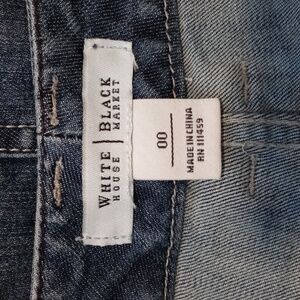 WHITE | BLACK
HOUSE | MARKET
00
MADE IN CHINA
RN 111459